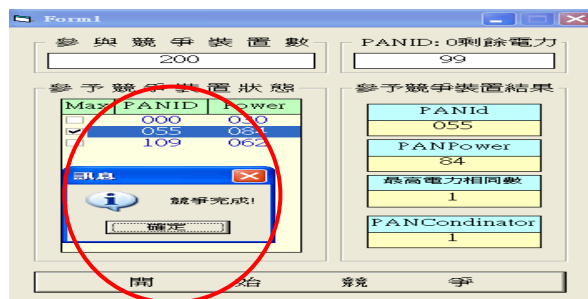 Form1
參與競爭裝置數
200
PANID:0剩餘電力
99
參予競爭裝置狀態
Max PANID Power
000 030
055 084
109 062
訊息
競爭完成!
確定
參予競爭裝置結果
PANId
055
PANPower
84
最高電力相同數
1
PANCondinator
1
開始競爭